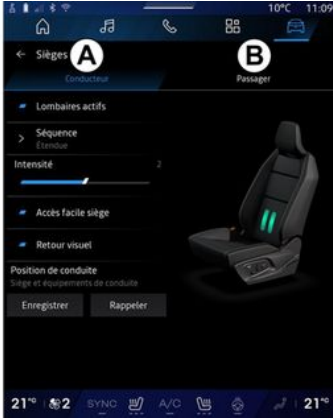 10°C 11:09
← Sièges A B
Conducteur Passager
Lombaires actifs
Séquence
Étendue
Intensité 2
Accès facile siège
Retour visuel
Position de conduite
Siège et équipements de conduite
Enregistrer Rappeler
21°° 2 SYNC A/C 21°°